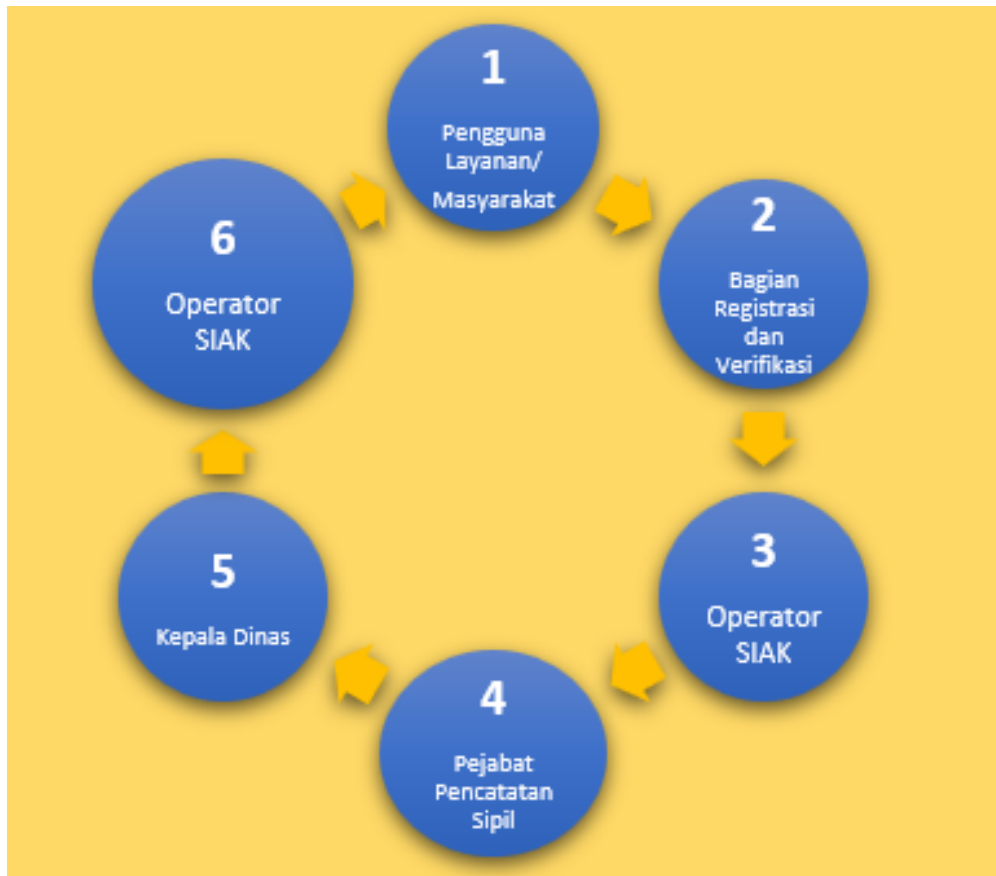 1
Pengguna
Layanan/
Masyarakat
2
Bagian
Registrasi
dan
Verifikasi
3
Operator
SIAK
4
Pejabat
Pencatatan
Sipil
5
Kepala Dinas
6
Operator
SIAK